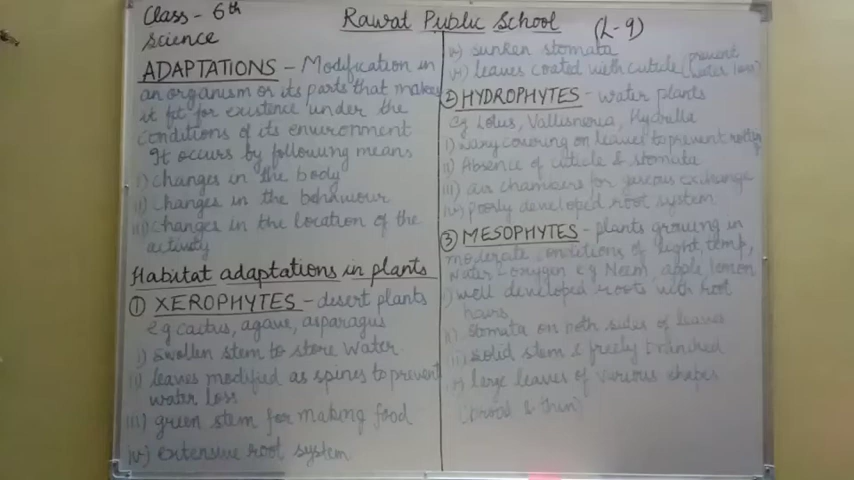 Class - 6th
Science
Rawat Public School
(L-9)
ADAPTATIONS - Modification in
an organism or its parts that makes
it fit for existence under the
conditions of its environment
It occurs by following means
i) changes in the body
ii) changes in the behaviour
iii) changes in the location of the
activity
Habitat adaptations in plants
① XEROPHYTES - desert plants
e.g cactus, agave, asparagus
i) swollen stem to store water
ii) leaves modified as spines to prevent
water loss
iii) green stem for making food
iv) extensive root system
v) sunken stomata
vi) leaves coated with cuticle (prevent
water loss)
② HYDROPHYTES - water plants
eg Lotus, Vallisneria, Hydrilla
i) waxy covering on leaves to prevent rotting
ii) Absence of cuticle & stomata
iii) air chambers for gaseous exchange
iv) poorly developed root system
③ MESOPHYTES - plants growing in
moderate conditions of light, temp,
water - oxygen e.g Neem, apple, lemon
i) well developed roots with root
hairs
ii) stomata on both sides of leaves
iii) solid stem & freely branched
iv) large leaves of various shapes
(broad & thin)